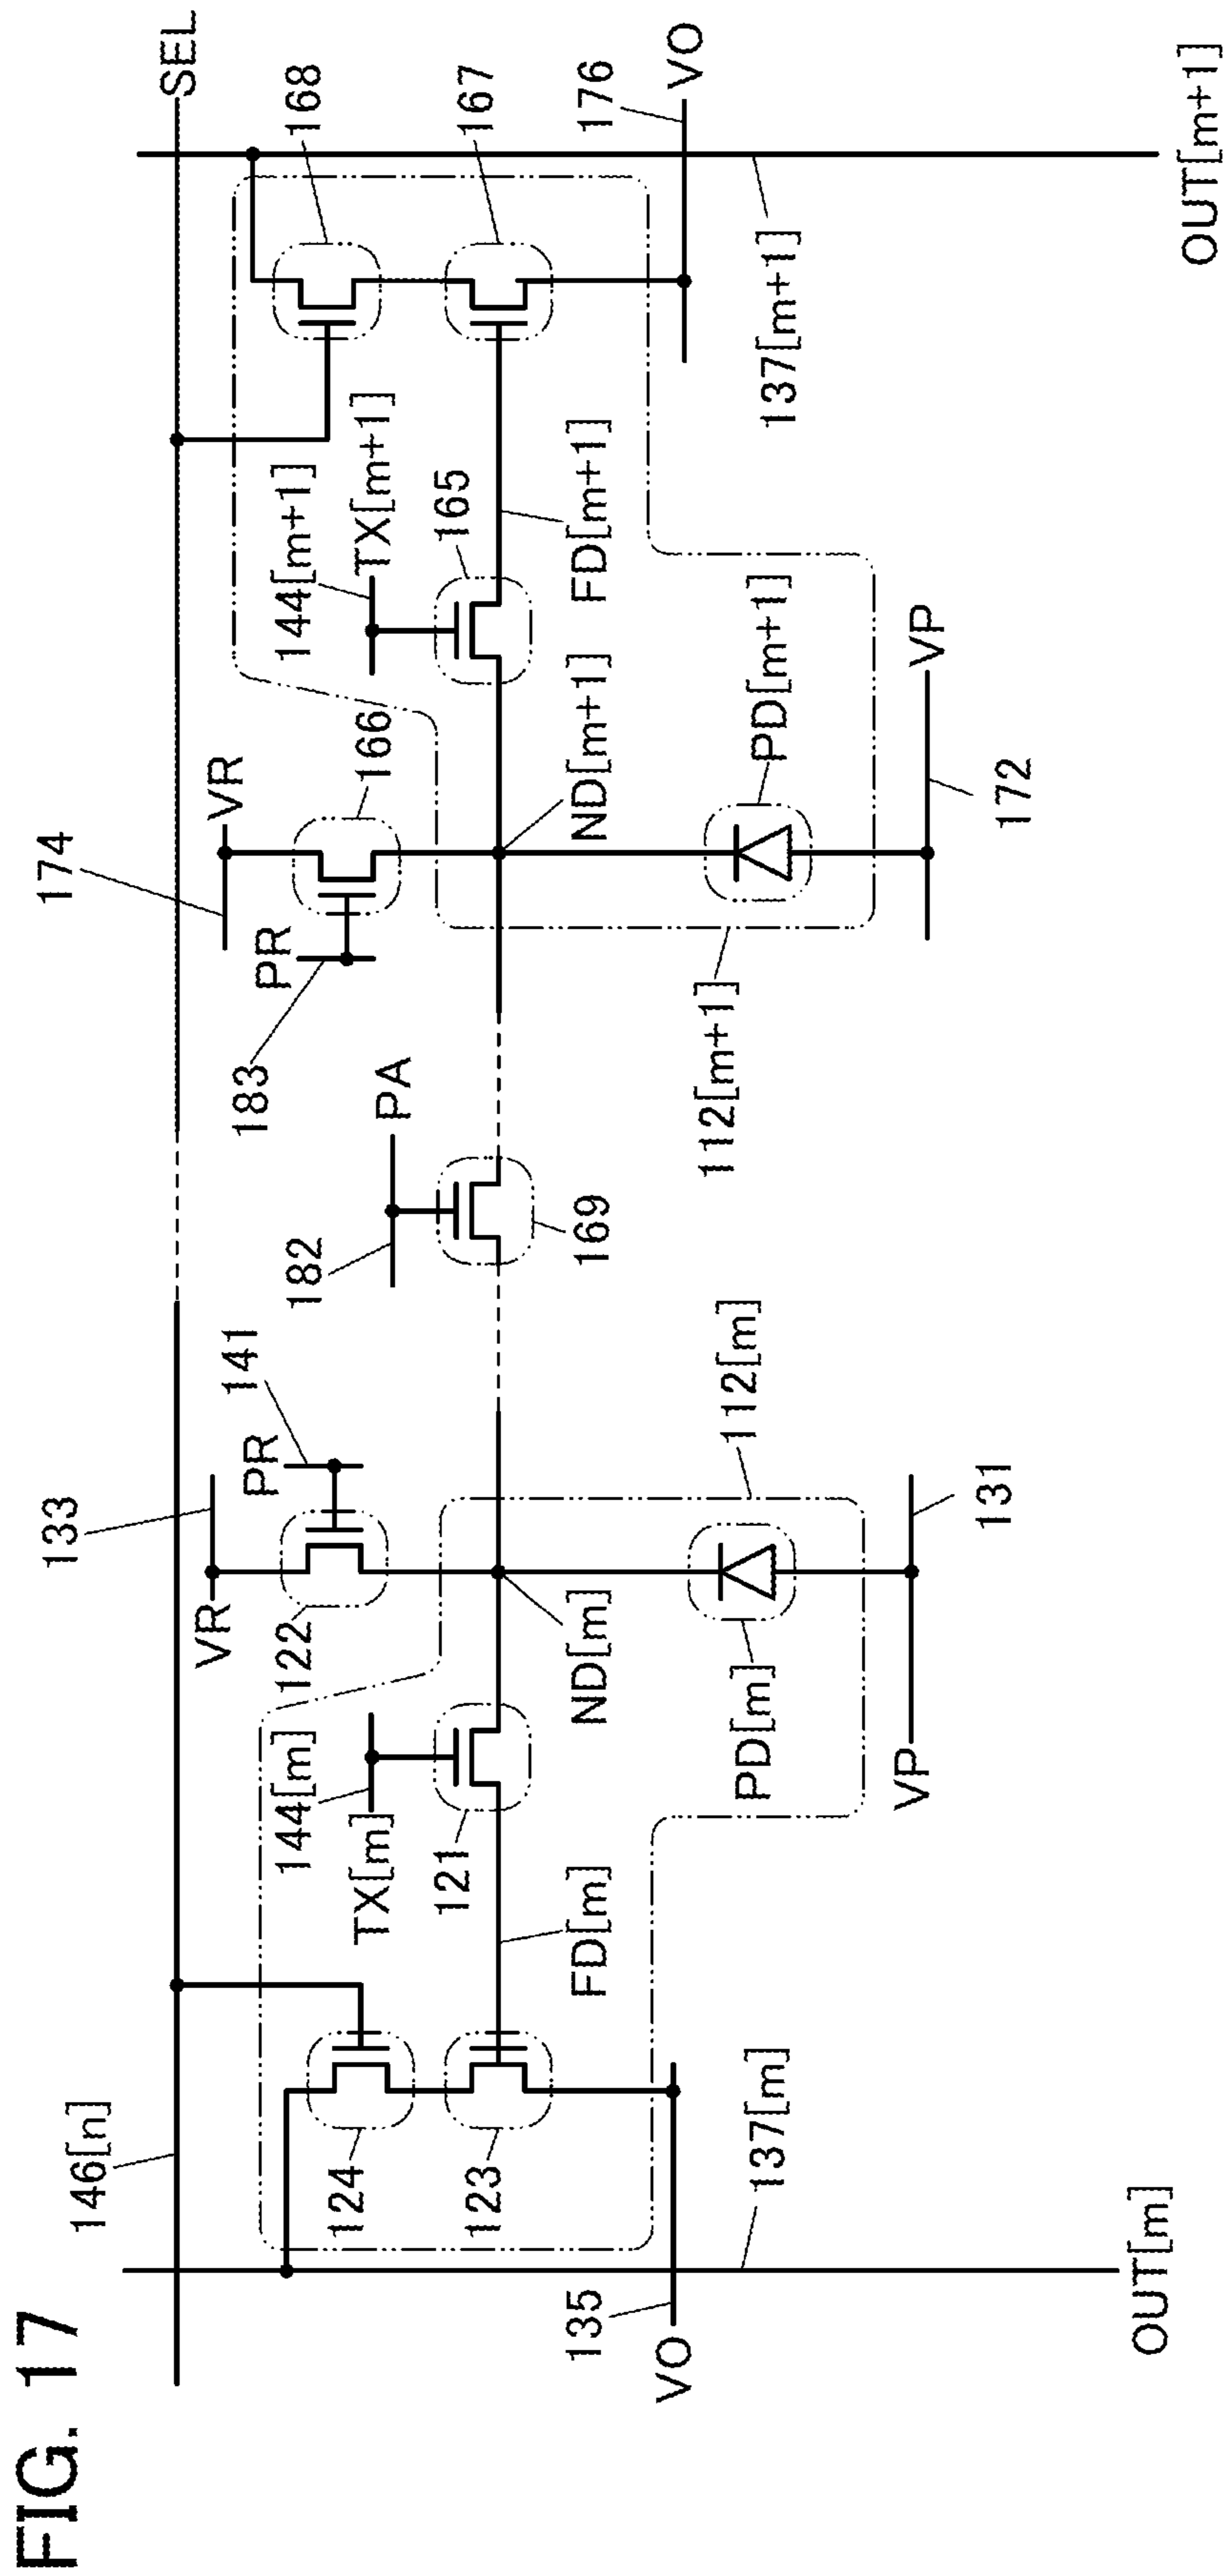 FIG. 17
146[n]
SEL
133
174
VR
PR
141
VR
PR
183
122
166
168
124
123
167
144[m]
TX[m]
121
182
PA
169
144[m+1]
TX[m+1]
165
FD[m]
ND[m]
ND[m+1]
FD[m+1]
135
VO
176
VO
137[m]
PD[m]
112[m]
112[m+1]
PD[m+1]
137[m+1]
VP
131
VP
172
OUT[m]
OUT[m+1]